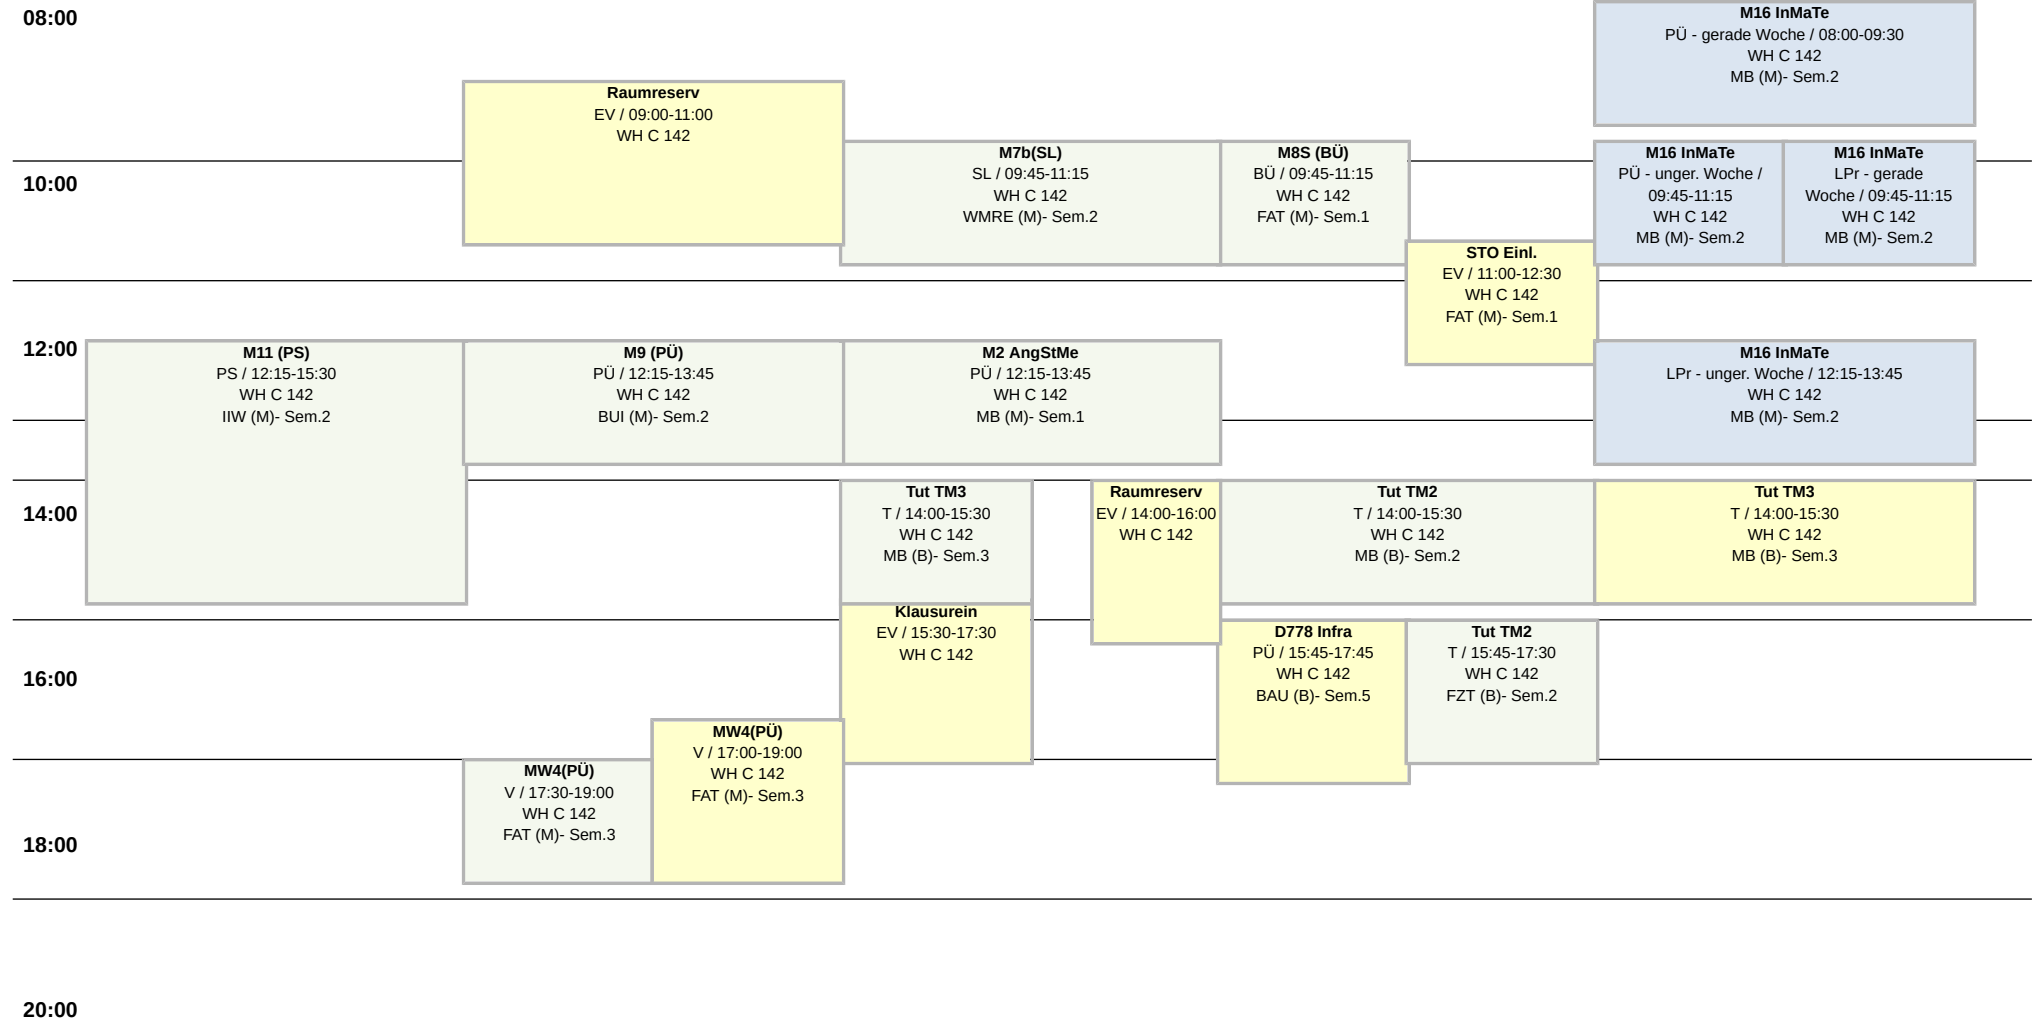 08:00
M16 InMaTe
PÜ - gerade Woche / 08:00-09:30
WH C 142
MB (M)- Sem.2
Raumreserv
EV / 09:00-11:00
WH C 142
M7b(SL)
SL / 09:45-11:15
WH C 142
WMRE (M)- Sem.2
M8S (BÜ)
BÜ / 09:45-11:15
WH C 142
FAT (M)- Sem.1
M16 InMaTe
PÜ - unger. Woche /
09:45-11:15
WH C 142
MB (M)- Sem.2
M16 InMaTe
LPr - gerade
Woche / 09:45-11:15
WH C 142
MB (M)- Sem.2
10:00
STO Einl.
EV / 11:00-12:30
WH C 142
FAT (M)- Sem.1
12:00
M11 (PS)
PS / 12:15-15:30
WH C 142
IIW (M)- Sem.2
M9 (PÜ)
PÜ / 12:15-13:45
WH C 142
BUI (M)- Sem.2
M2 AngStMe
PÜ / 12:15-13:45
WH C 142
MB (M)- Sem.1
M16 InMaTe
LPr - unger. Woche / 12:15-13:45
WH C 142
MB (M)- Sem.2
14:00
Tut TM3
T / 14:00-15:30
WH C 142
MB (B)- Sem.3
Raumreserv
EV / 14:00-16:00
WH C 142
Tut TM2
T / 14:00-15:30
WH C 142
MB (B)- Sem.2
Tut TM3
T / 14:00-15:30
WH C 142
MB (B)- Sem.3
Klausurein
EV / 15:30-17:30
WH C 142
D778 Infra
PÜ / 15:45-17:45
WH C 142
BAU (B)- Sem.5
Tut TM2
T / 15:45-17:30
WH C 142
FZT (B)- Sem.2
16:00
MW4(PÜ)
V / 17:30-19:00
WH C 142
FAT (M)- Sem.3
MW4(PÜ)
V / 17:00-19:00
WH C 142
FAT (M)- Sem.3
18:00
20:00